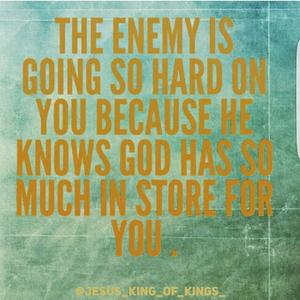 THE ENEMY IS
GOING SO HARD ON
YOU BECAUSE HE
KNOWS GOD HAS SO
MUCH IN STORE FOR
YOU .
@JESUS_KING_OF_KINGS_